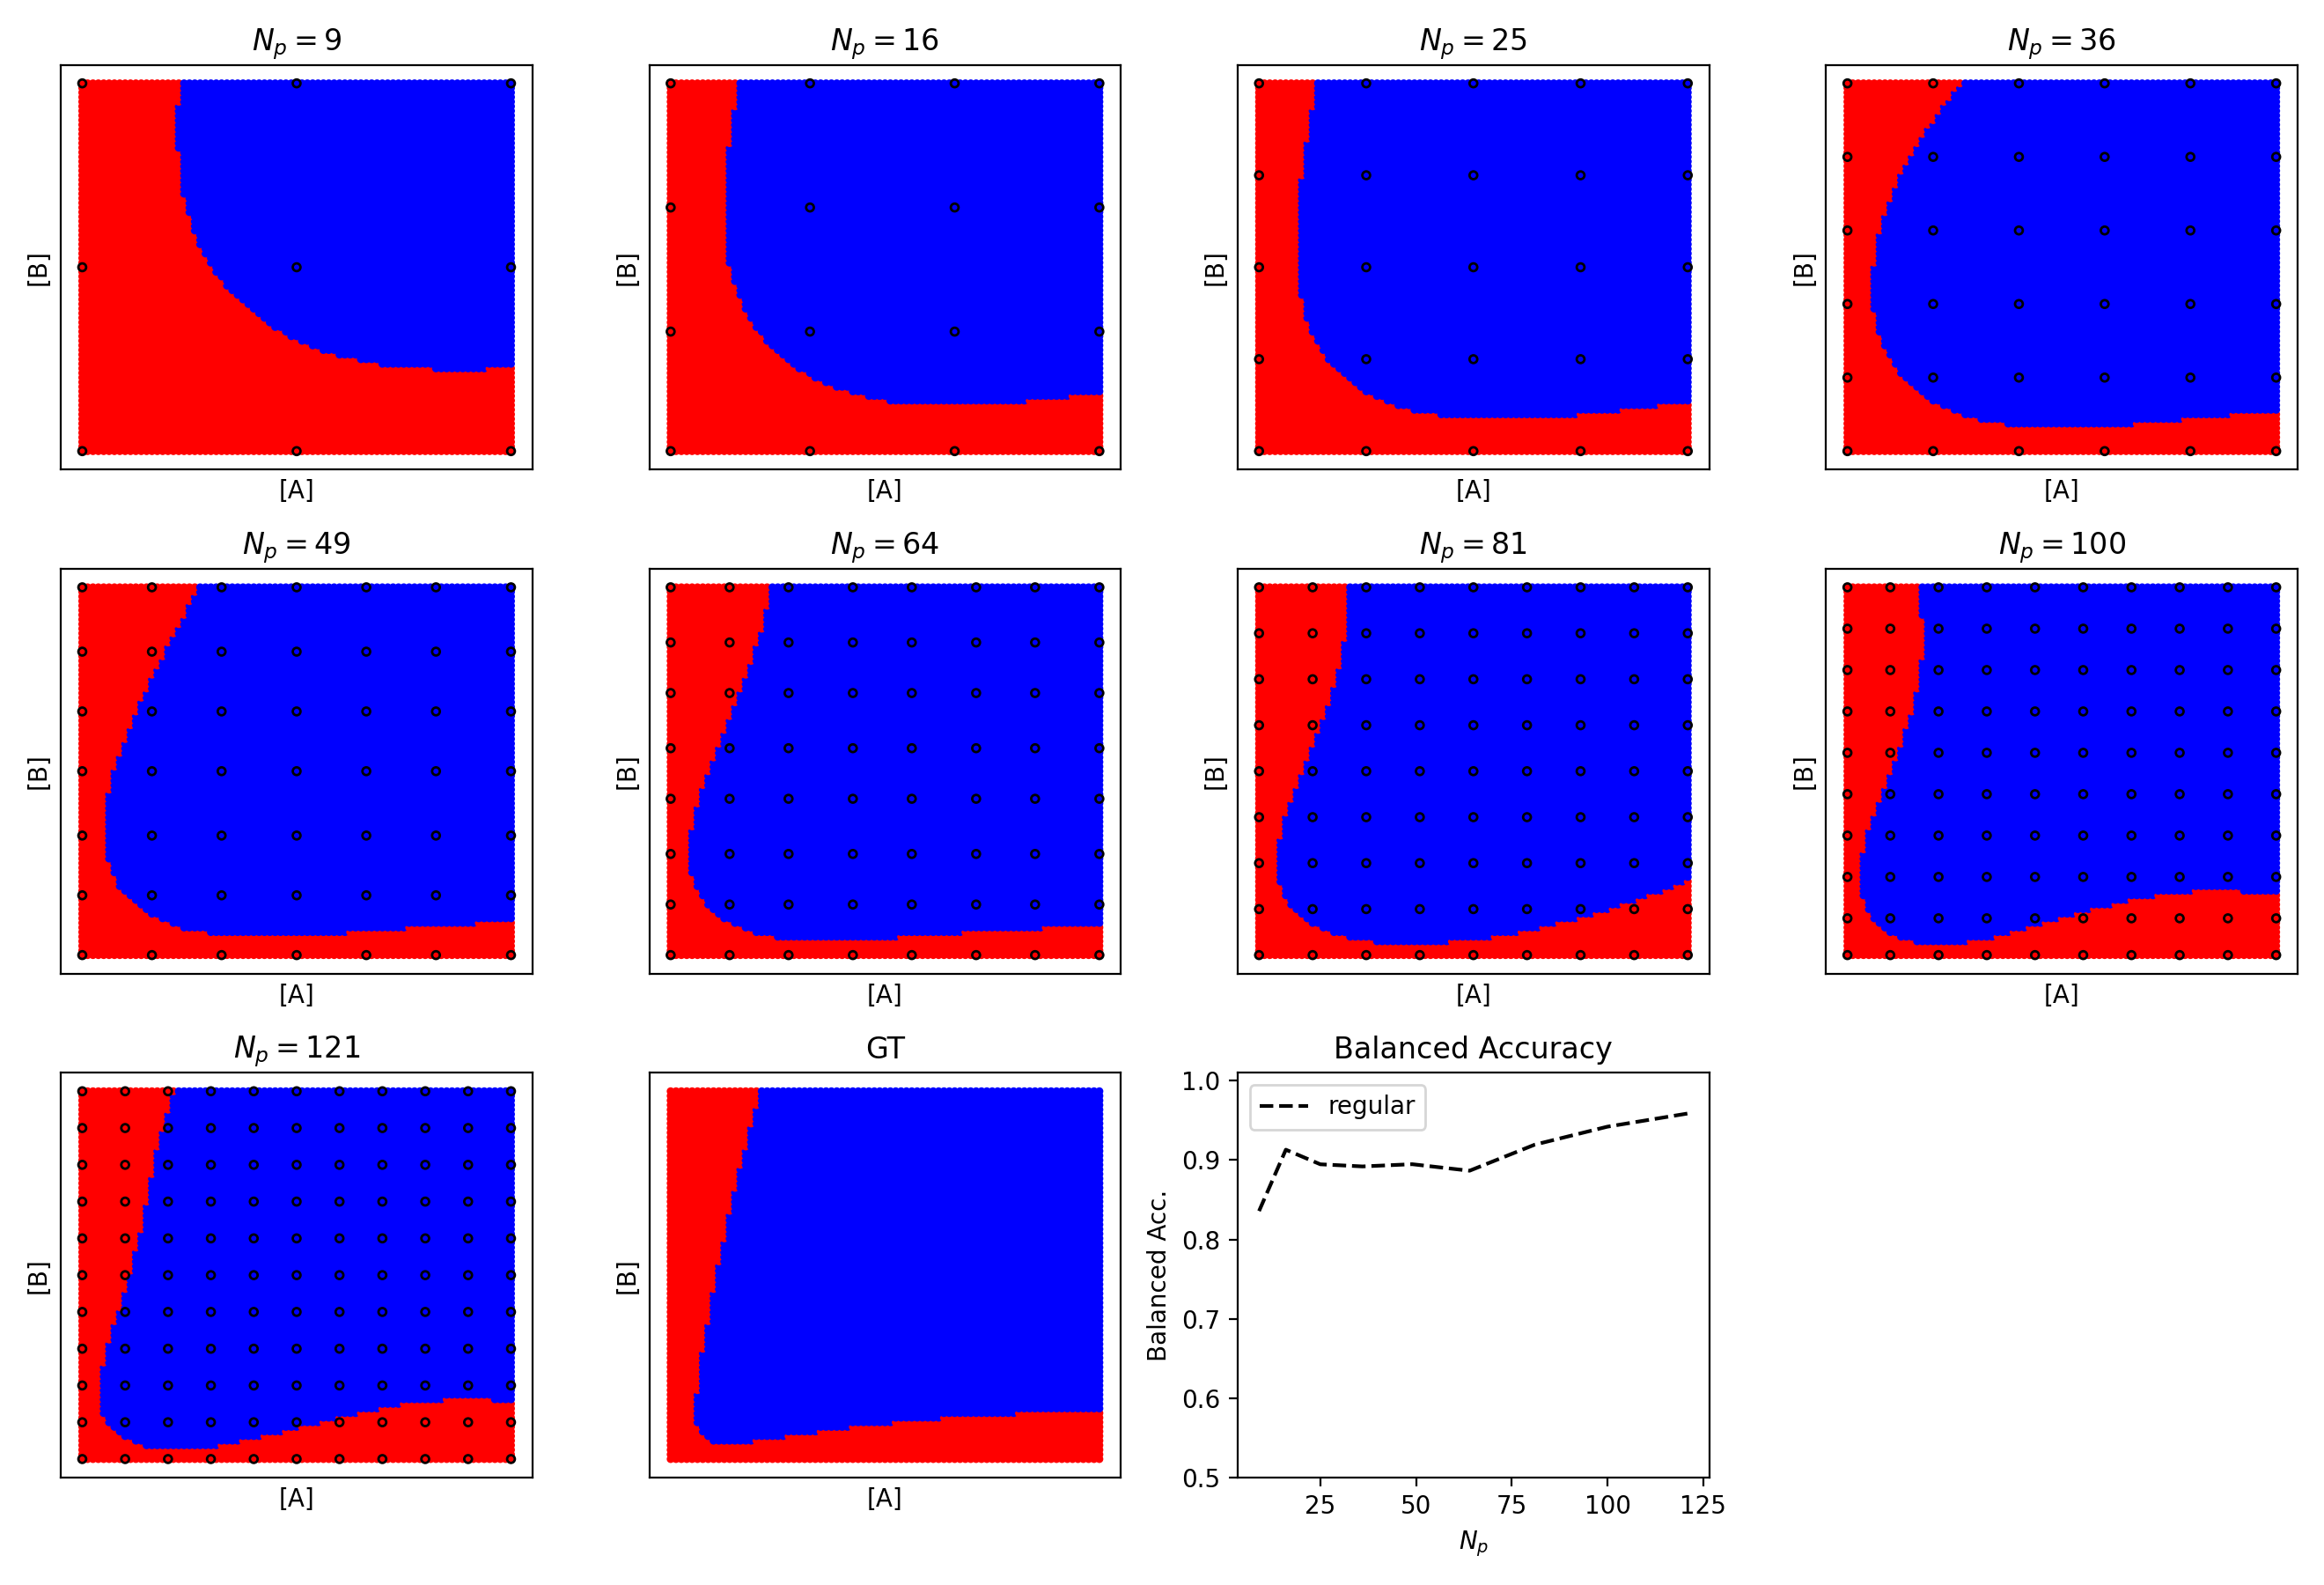 N_p = 9
N_p = 16
N_p = 25
N_p = 36
[B]
[B]
[B]
[B]
[A]
[A]
[A]
[A]
N_p = 49
N_p = 64
N_p = 81
N_p = 100
[B]
[B]
[B]
[B]
[A]
[A]
[A]
[A]
N_p = 121
GT
Balanced Accuracy
[B]
[B]
Balanced Acc.
1.0
0.9
0.8
0.7
0.6
0.5
regular
25 50 75 100 125
[A]
[A]
N_p